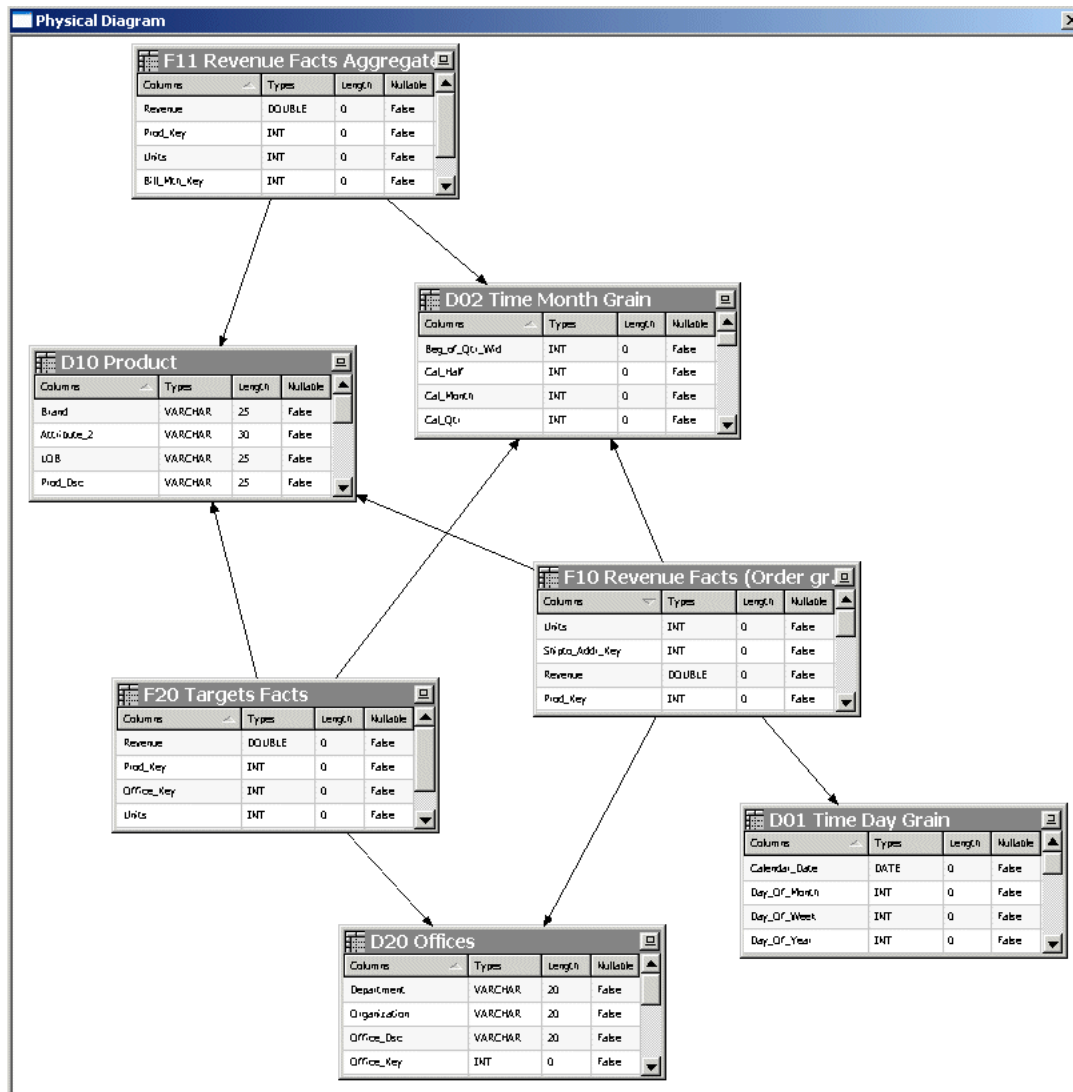 Physical Diagram
F11 Revenue Facts Aggregate
Columns Types Length Nullable
Revenue DOUBLE 0 False
Prod_Key INT 0 False
Units INT 0 False
Bill_Mth_Key INT 0 False
D02 Time Month Grain
Columns Types Length Nullable
Beg_of_Qtr_Wid INT 0 False
Cal_Half INT 0 False
Cal_Month INT 0 False
Cal_Qtr INT 0 False
D10 Product
Columns Types Length Nullable
Brand VARCHAR 25 False
Attribute_2 VARCHAR 30 False
LOB VARCHAR 25 False
Prod_Dsc VARCHAR 25 False
F10 Revenue Facts (Order gr...
Columns Types Length Nullable
Units INT 0 False
Shipto_Addr_Key INT 0 False
Revenue DOUBLE 0 False
Prod_Key INT 0 False
F20 Targets Facts
Columns Types Length Nullable
Revenue DOUBLE 0 False
Prod_Key INT 0 False
Office_Key INT 0 False
Units INT 0 False
D01 Time Day Grain
Columns Types Length Nullable
Calendar_Date DATE 0 False
Day_Of_Month INT 0 False
Day_Of_Week INT 0 False
Day_Of_Year INT 0 False
D20 Offices
Columns Types Length Nullable
Department VARCHAR 20 False
Organization VARCHAR 20 False
Office_Dsc VARCHAR 20 False
Office_Key INT 0 False